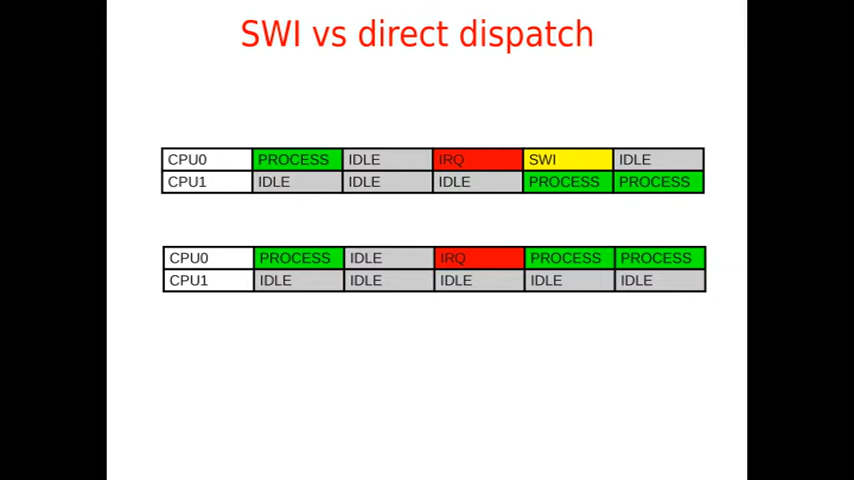 SWI vs direct dispatch
CPU0 PROCESS IDLE IRQ SWI IDLE
CPU1 IDLE IDLE IDLE PROCESS PROCESS
CPU0 PROCESS IDLE IRQ PROCESS PROCESS
CPU1 IDLE IDLE IDLE IDLE IDLE